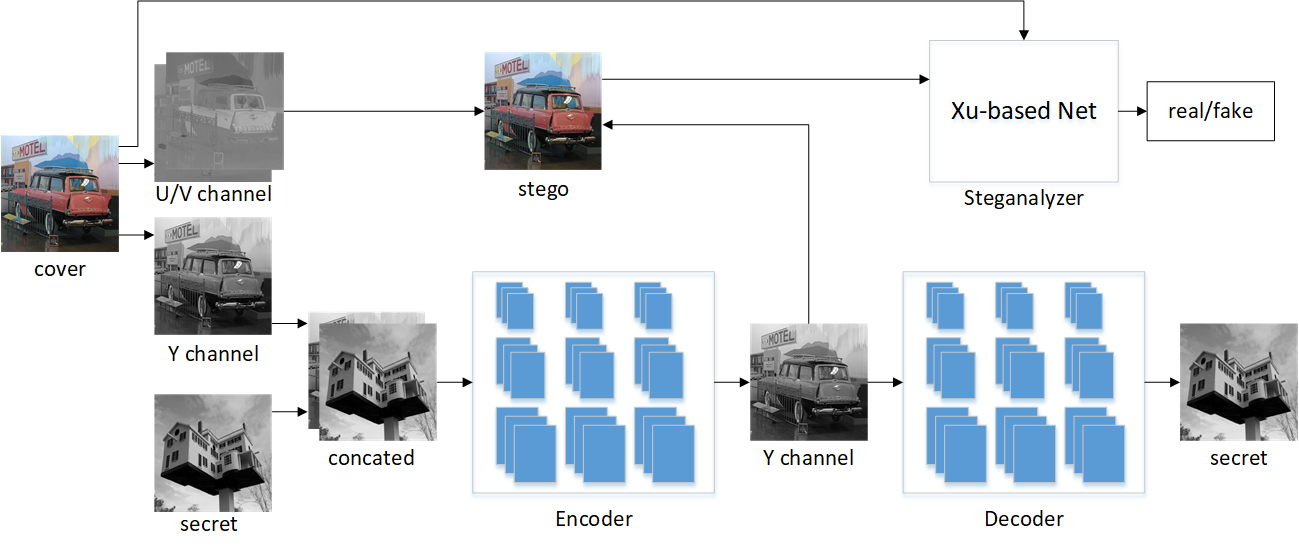 MOTEL
MOTEL
U/V channel
stego
Xu-based Net
real/fake
Steganalyzer
MOTEL
cover
MOTEL
Y channel
concated
secret
Encoder
MOTEL
Y channel
Decoder
secret